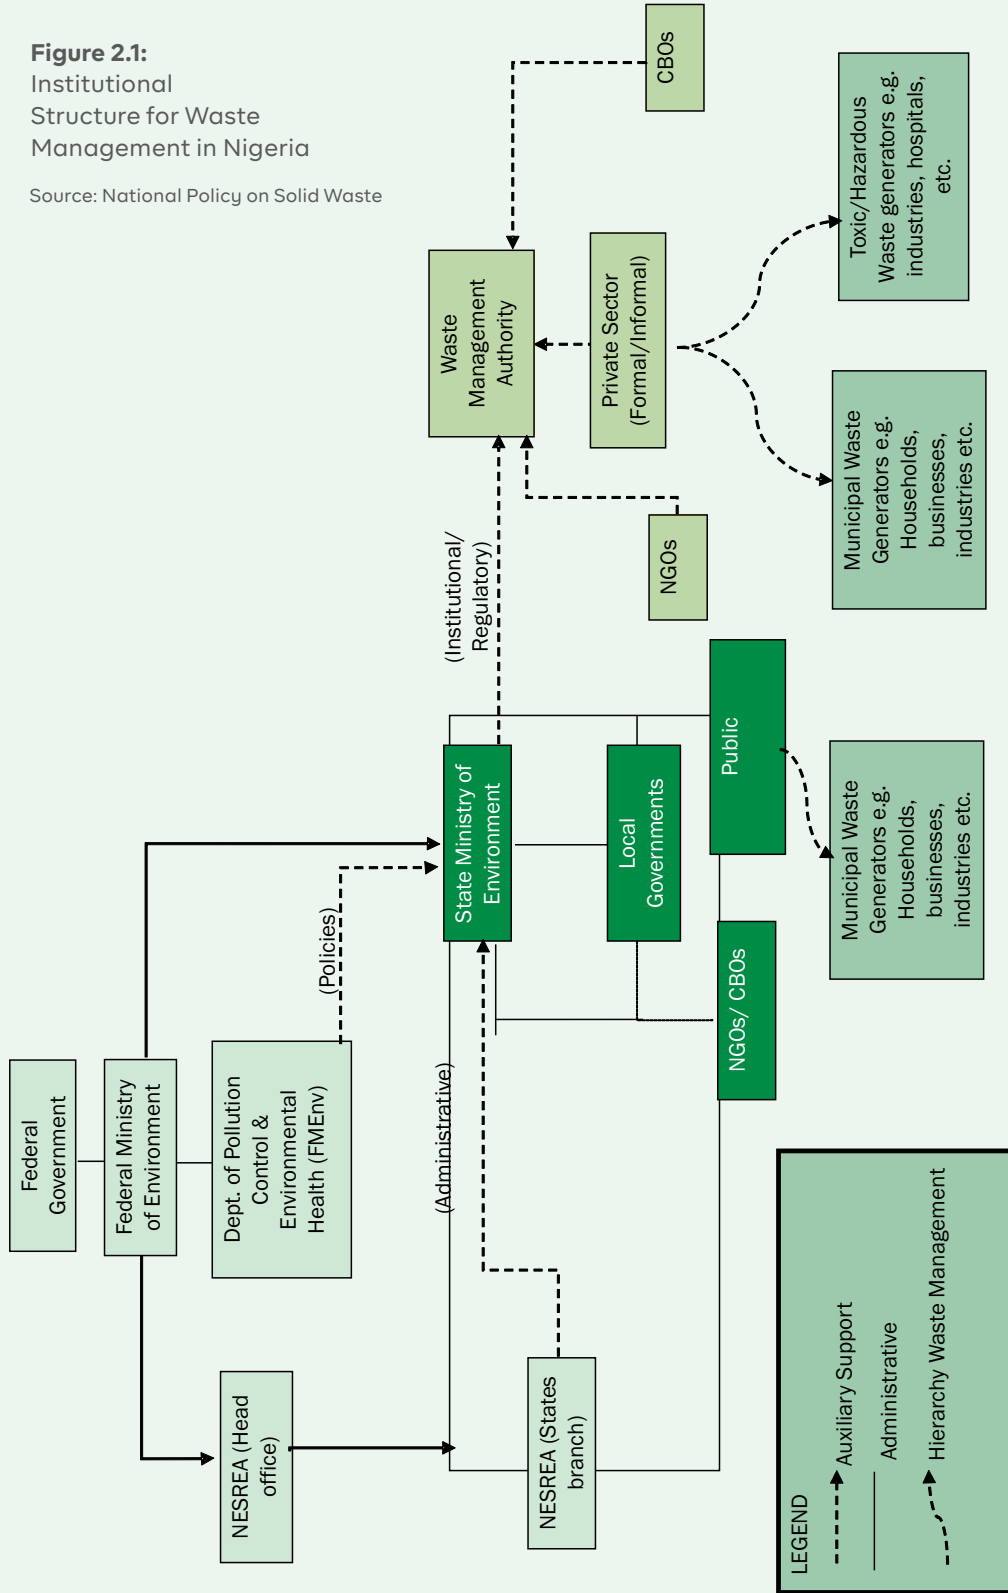 Figure 2.1:
Institutional
Structure for Waste
Management in Nigeria
Source: National Policy on Solid Waste
Federal
Government
Federal Ministry
of Environment
Dept. of Pollution
Control &
Environmental
Health (FMEnv)
NESREA (Head
office)
NESREA (States
branch)
(Policies)
(Administrative)
State Ministry of
Environment
Local
Governments
NGOs/ CBOs
Public
Municipal Waste
Generators e.g.
Households,
businesses,
industries etc.
(Institutional/
Regulatory)
Waste
Management
Authority
CBOs
NGOs
Private Sector
(Formal/Informal)
Municipal Waste
Generators e.g.
Households,
businesses,
industries etc.
Toxic/Hazardous
Waste generators e.g.
industries, hospitals,
etc.
LEGEND
Auxiliary Support
Administrative
Hierarchy Waste Management